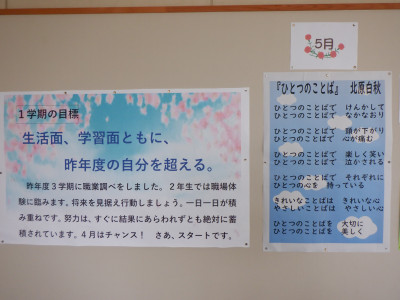 1学期の目標
生活面、学習面ともに、
昨年度の自分を超える。
昨年度3学期に職業調べをしました。2年生では職場体
験に臨みます。将来を見据え行動しましょう。一日一日が
積み重ねです。努力は、すぐに結果にあらわれずとも絶対に蓄
積されています。4月はチャンス! さあ、スタートです。
5月
『ひとつのことば』 北原白秋
ひとつのことばで けんかして
ひとつのことばで なかなおり
ひとつのことばで 頭が下がり
ひとつのことばで 心が痛む
ひとつのことばで 楽しく笑い
ひとつのことばで 泣かされる
ひとつのことばは それぞれに
ひとつの心を 持っている
きれいなことばは きれいな心
やさしいことばは やさしい心
ひとつのことばを 大切に
ひとつのことばを 美しく